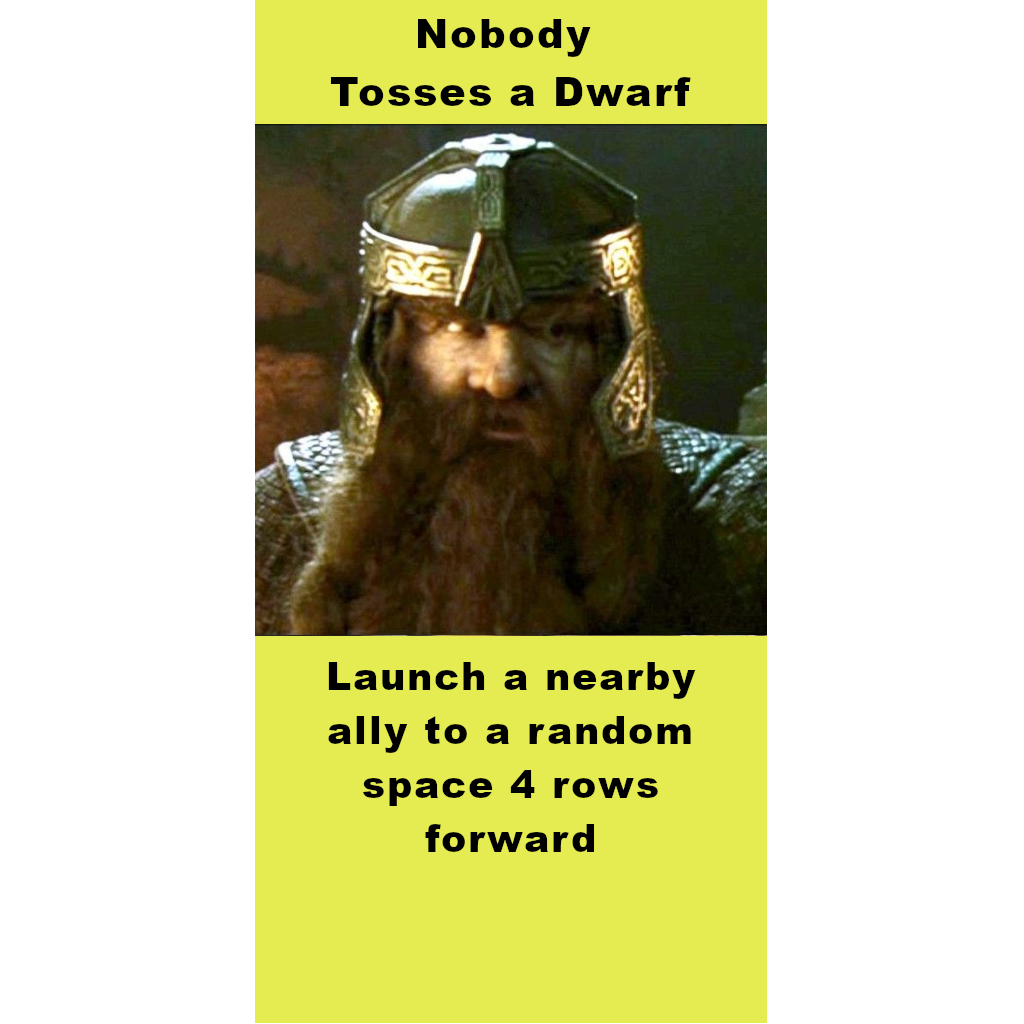 Nobody
Tosses a Dwarf
Launch a nearby
ally to a random
space 4 rows
forward